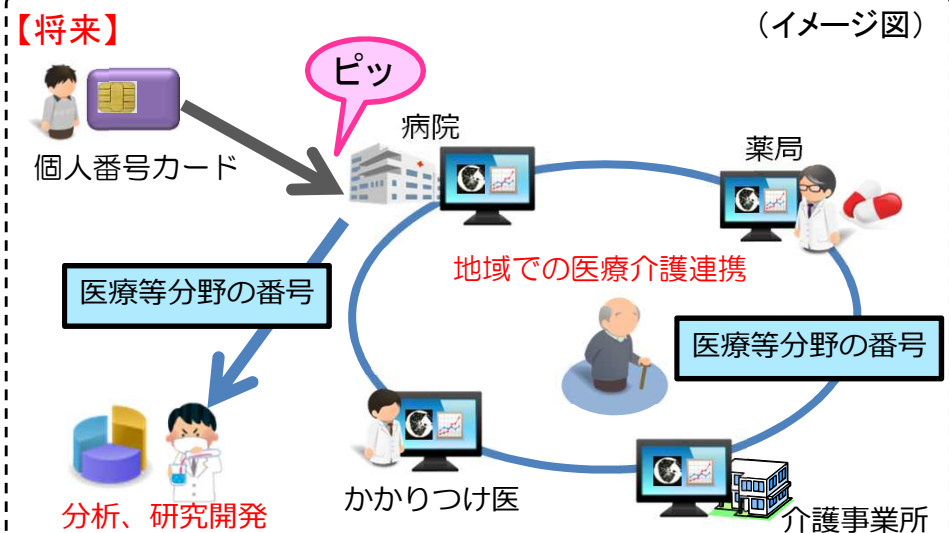 【将来】
(イメージ図)
ピッ
病院
薬局
個人番号カード
地域での医療介護連携
医療等分野の番号
医療等分野の番号
かかりつけ医
分析、研究開発
介護事業所